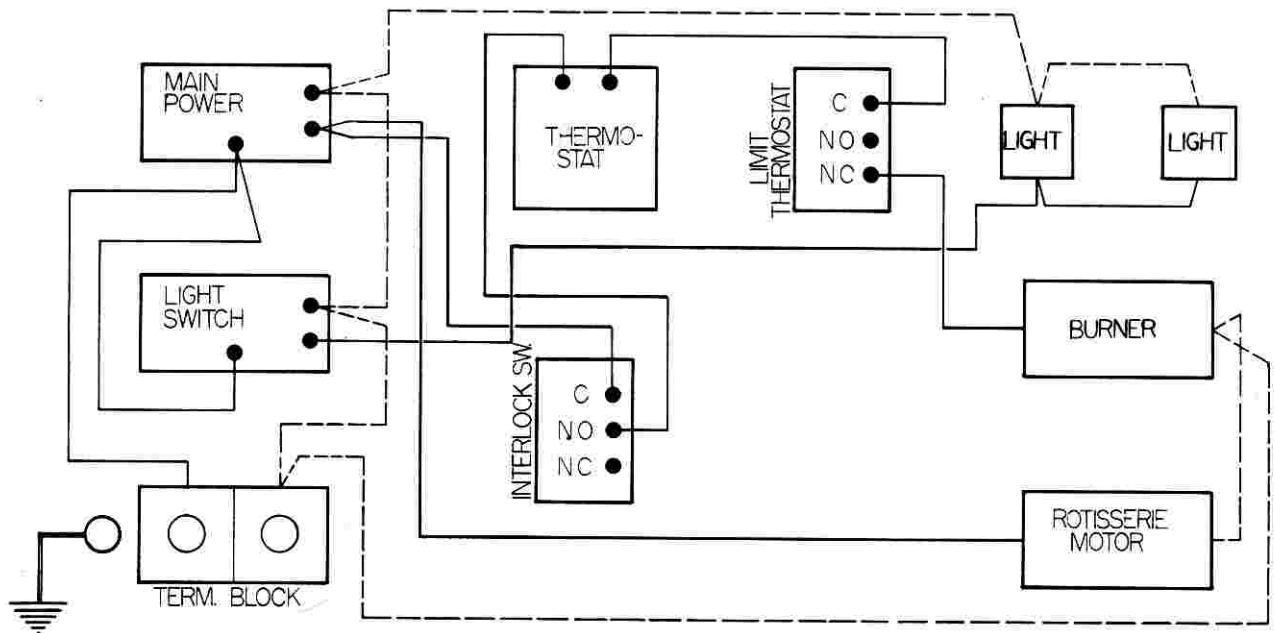 MAIN
POWER
THERMO-
STAT
LIMIT
THERMOSTAT
C
NO
NC
LIGHT
LIGHT
LIGHT
SWITCH
INTERLOCK SW.
C
NO
NC
BURNER
ROTISSERIE
MOTOR
TERM. BLOCK